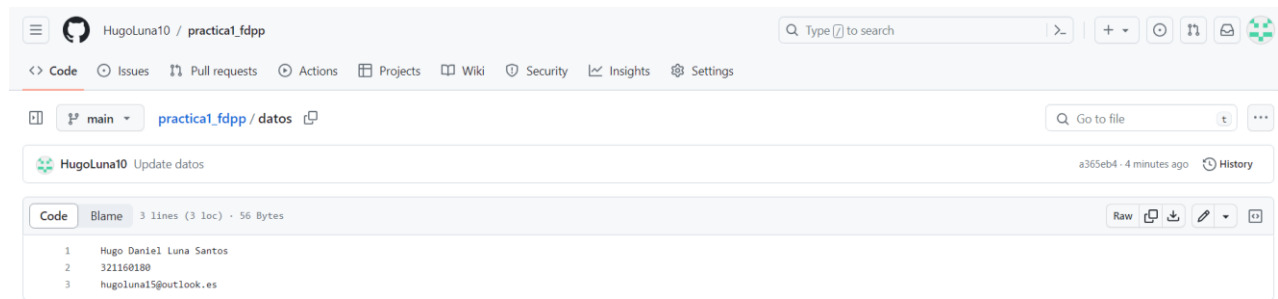 HugoLuna10 / practica1_fdpp
Type / to search
<> Code Issues Pull requests Actions Projects Wiki Security Insights Settings
main practica1_fdpp / datos
Go to file t
HugoLuna10 Update datos
a365eb4 · 4 minutes ago History
Code Blame 3 lines (3 loc) · 56 Bytes
Raw
1 Hugo Daniel Luna Santos
2 321160180
3 hugoluna15@outlook.es